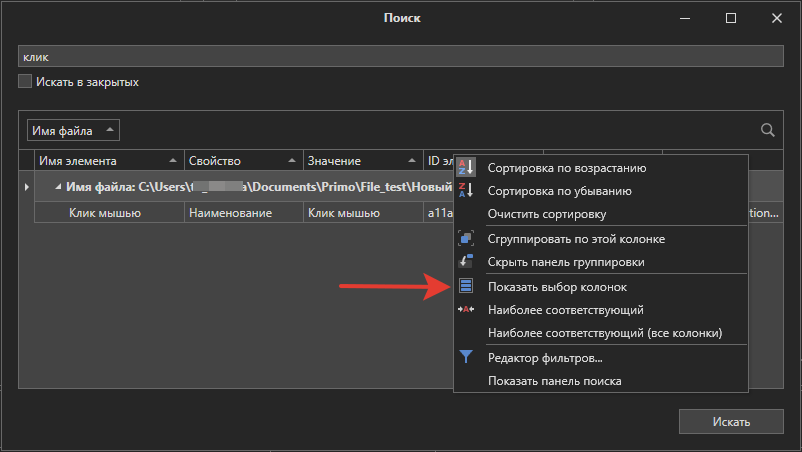 Поиск
клик
Искать в закрытых
Имя файла
Имя элемента Свойство Значение ID
Имя файла: C:\Users\ \Documents\Primo\File_test\Новый
Клик мышью Наименование Клик мышью a11a tion...
Сортировка по возрастанию
Сортировка по убыванию
Очистить сортировку
Сгруппировать по этой колонке
Скрыть панель группировки
Показать выбор колонок
Наиболее соответствующий
Наиболее соответствующий (все колонки)
Редактор фильтров...
Показать панель поиска
Искать